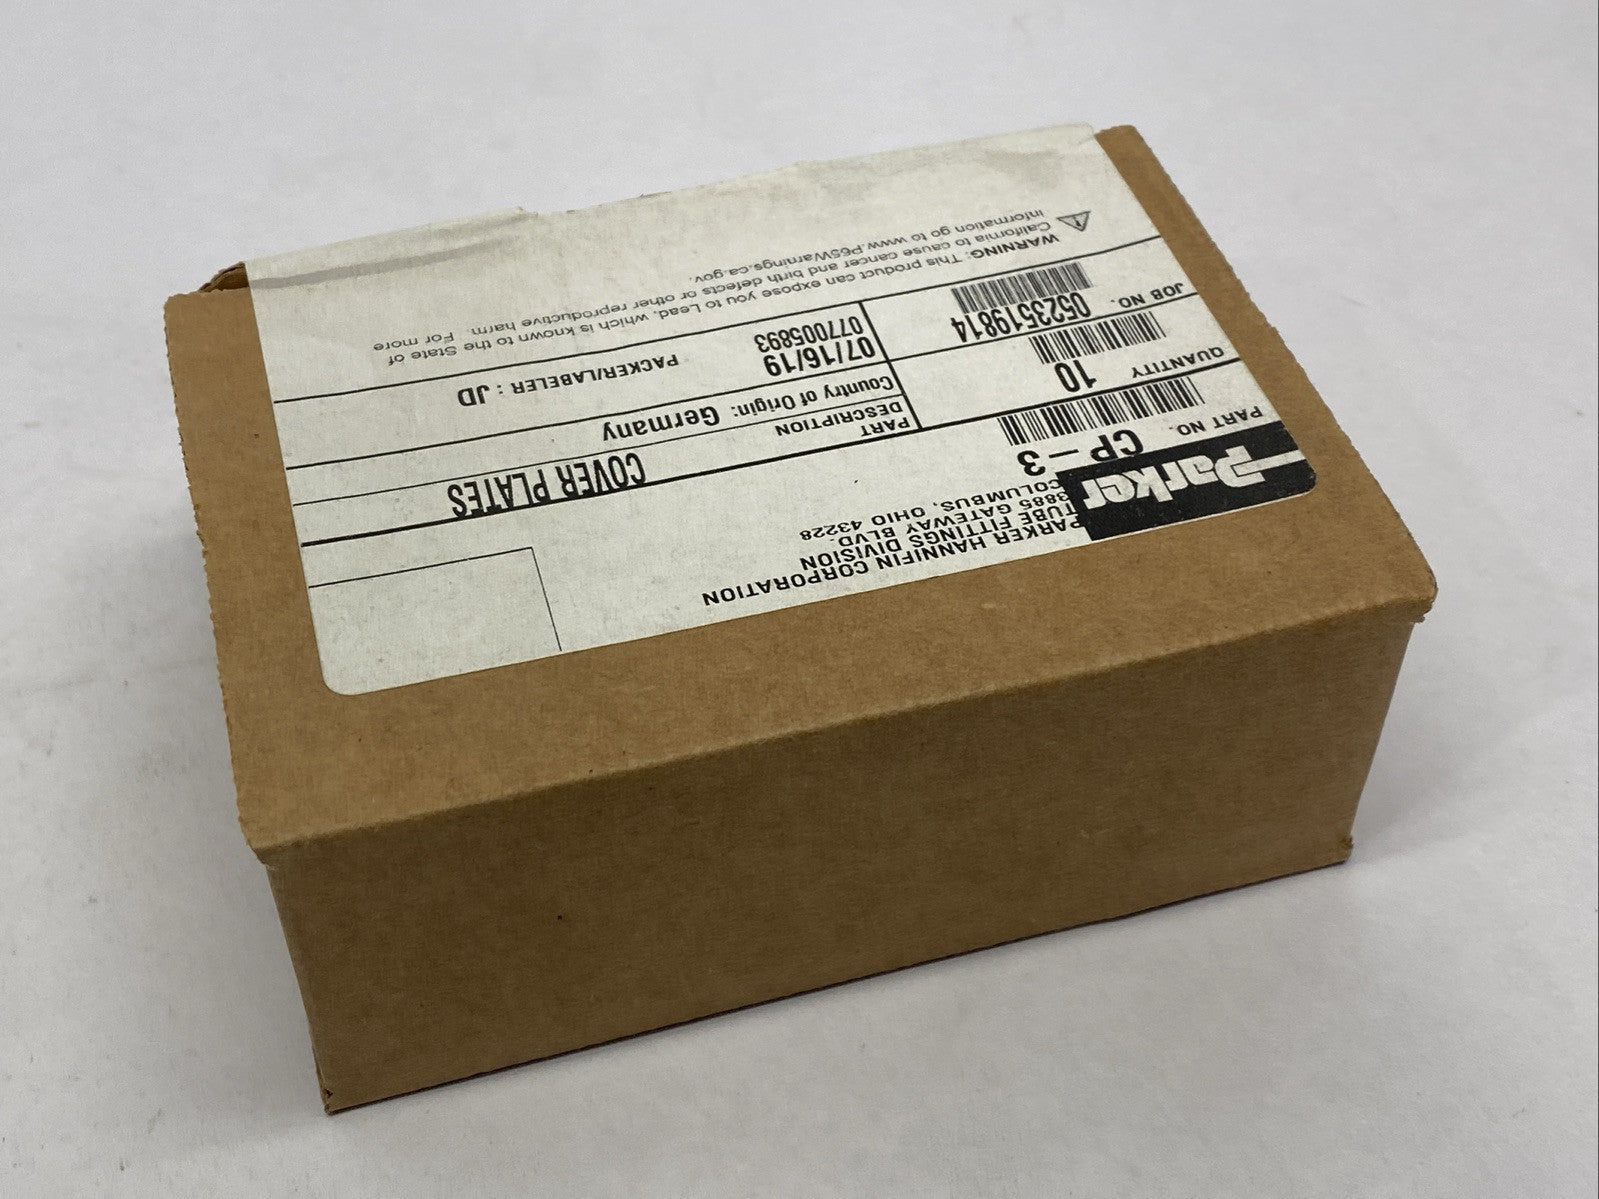 Parker
PARKER HANNIFIN CORPORATION
TUBE FITTINGS DIVISION
3885 GATEWAY BLVD.
COLUMBUS, OHIO 43228
PART NO.
CP-3
PART
DESCRIPTION
COVER PLATES
QUANTITY
10
Country of Origin: Germany
JOB NO.
0523519814
07/16/19
077005893
PACKER/LABELER : JD
WARNING: This product can expose you to Lead, which is known to the State of
California to cause cancer and birth defects or other reproductive harm. For more
information go to www.P65Warnings.ca.gov.